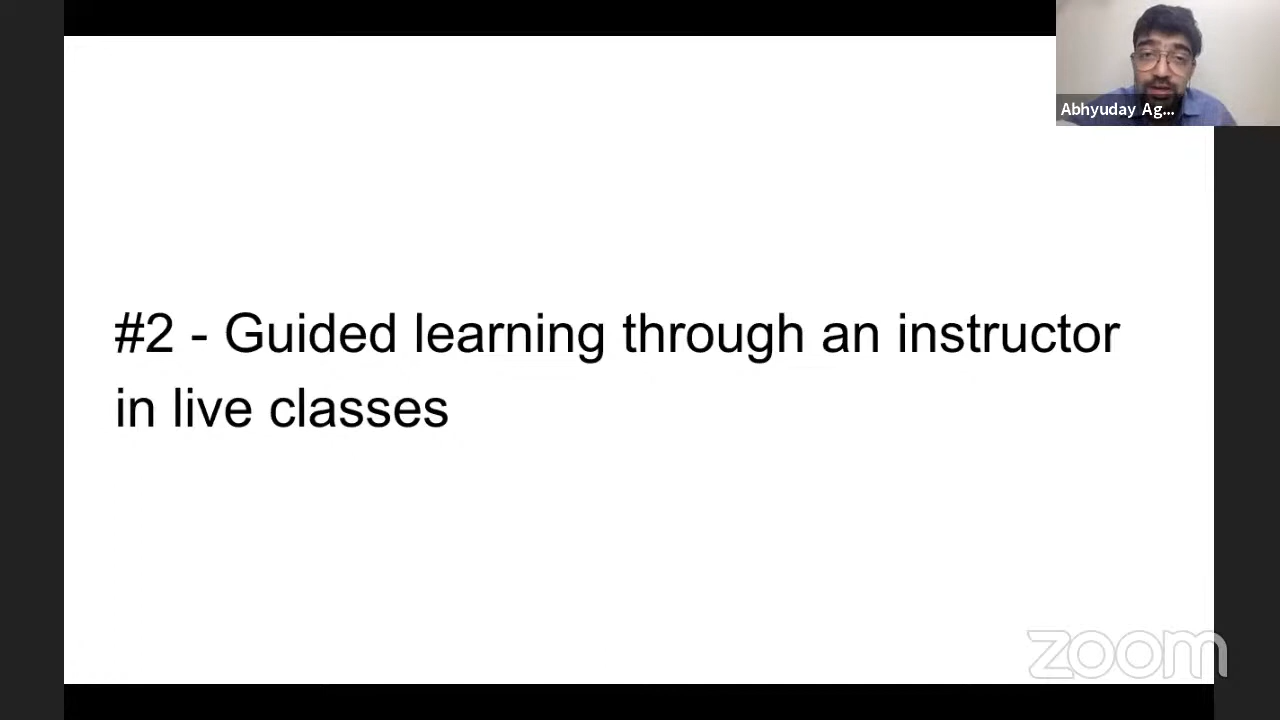 Abhyuday Ag...
#2 - Guided learning through an instructor
in live classes
zoom